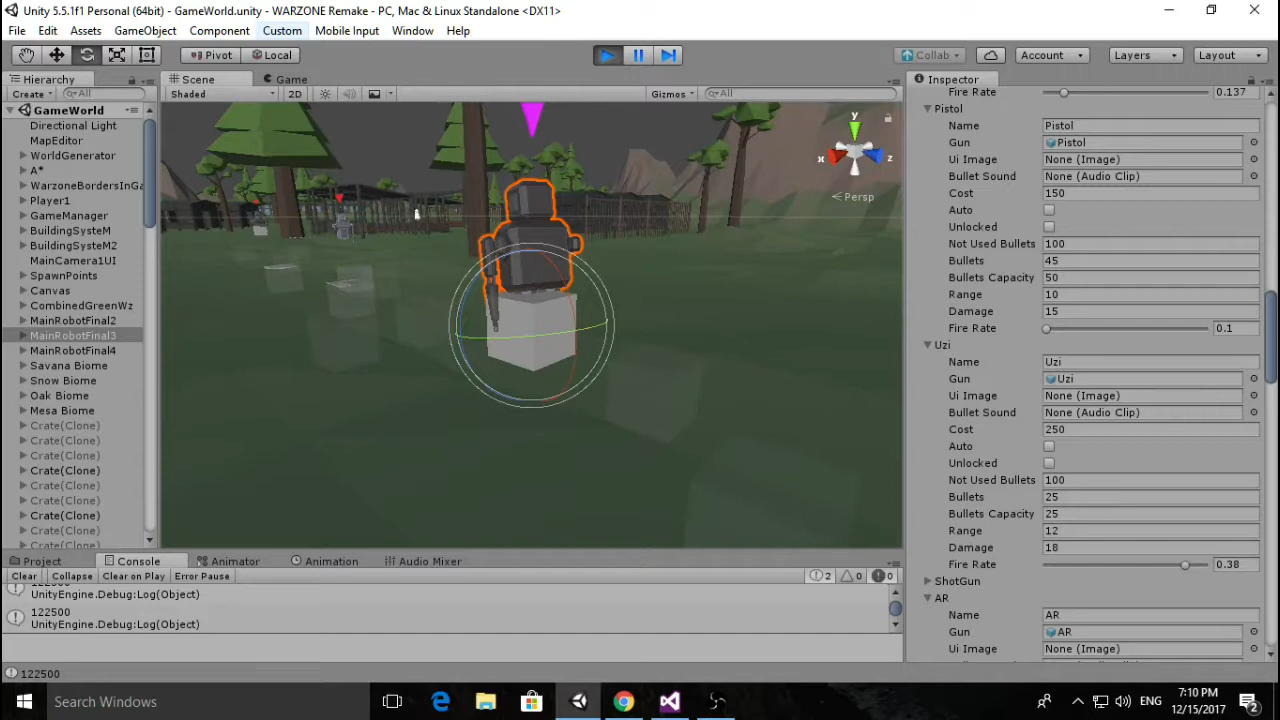 Unity 5.5.1f1 Personal (64bit) - GameWorld.unity - WARZONE Remake - PC, Mac & Linux Standalone <DX11>
File Edit Assets GameObject Component Custom Mobile Input Window Help
Pivot Local Collab Account Layers Layout
Hierarchy Scene Game Inspector
Create All Shaded 2D Gizmos All
GameWorld
Directional Light
MapEditor
WorldGenerator
A*
WarzoneBordersInGa
Player1
GameManager
BuildingSysteM
BuildingSysteM2
MainCamera1UI
SpawnPoints
Canvas
CombinedGreenWz
MainRobotFinal2
MainRobotFinal3
MainRobotFinal4
Savana Biome
Snow Biome
Oak Biome
Mesa Biome
Crate(Clone)
Crate(Clone)
Crate(Clone)
Crate(Clone)
Crate(Clone)
Crate(Clone)
Crate(Clone)
Crate(Clone)
Crate(Clone)
y
x
z
Persp
Fire Rate 0.137
Pistol
Name Pistol
Gun Pistol
Ui Image None (Image)
Bullet Sound None (Audio Clip)
Cost 150
Auto
Unlocked
Not Used Bullets 100
Bullets 45
Bullets Capacity 50
Range 10
Damage 15
Fire Rate 0.1
Uzi
Name Uzi
Gun Uzi
Ui Image None (Image)
Bullet Sound None (Audio Clip)
Cost 250
Auto
Unlocked
Not Used Bullets 100
Bullets 25
Bullets Capacity 25
Range 12
Damage 18
Fire Rate 0.38
ShotGun
AR
Name AR
Gun AR
Ui Image None (Image)
Project Console Animator Animation Audio Mixer
Clear Collapse Clear on Play Error Pause 2 0 0
122500
UnityEngine.Debug:Log(Object)
122500
UnityEngine.Debug:Log(Object)
122500
Search Windows
ENG
7:10 PM
12/15/2017
2